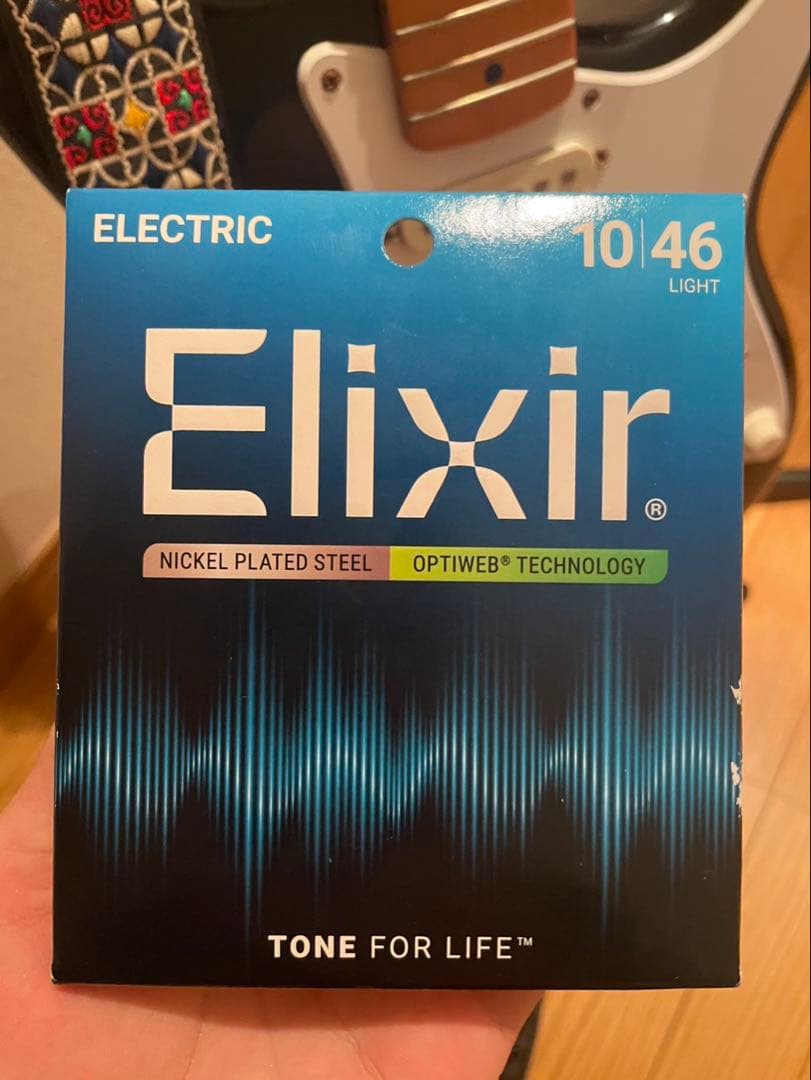 ELECTRIC
10|46
LIGHT
Elixir®
NICKEL PLATED STEEL OPTIWEB® TECHNOLOGY
TONE FOR LIFE™